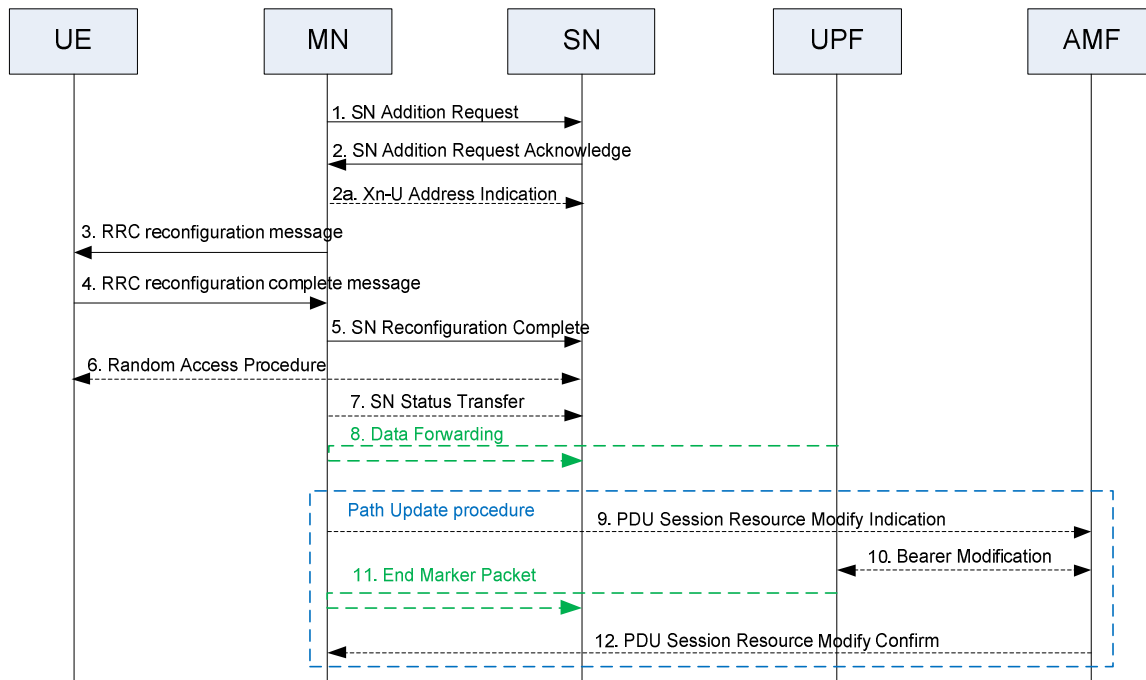 UE
MN
SN
UPF
AMF
1. SN Addition Request
2. SN Addition Request Acknowledge
2a. Xn-U Address Indication
3. RRC reconfiguration message
4. RRC reconfiguration complete message
5. SN Reconfiguration Complete
6. Random Access Procedure
7. SN Status Transfer
8. Data Forwarding
Path Update procedure
9. PDU Session Resource Modify Indication
10. Bearer Modification
11. End Marker Packet
12. PDU Session Resource Modify Confirm